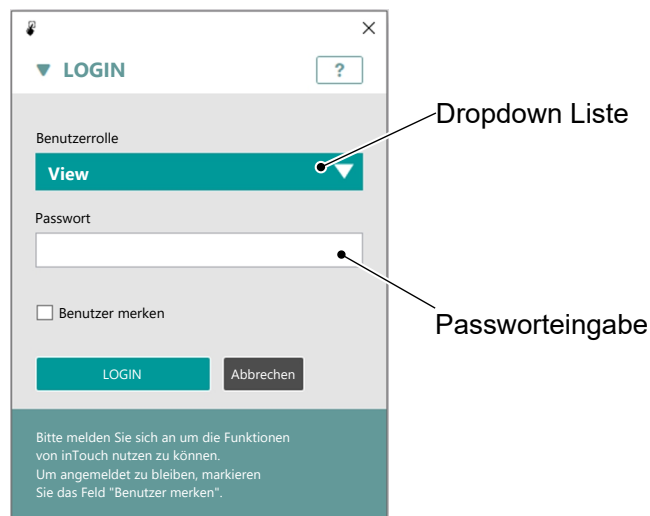 LOGIN
?
Dropdown Liste
Benutzerrolle
View
Passwort
Passworteingabe
Benutzer merken
LOGIN
Abbrechen
Bitte melden Sie sich an um die Funktionen
von inTouch nutzen zu können.
Um angemeldet zu bleiben, markieren
Sie das Feld "Benutzer merken".